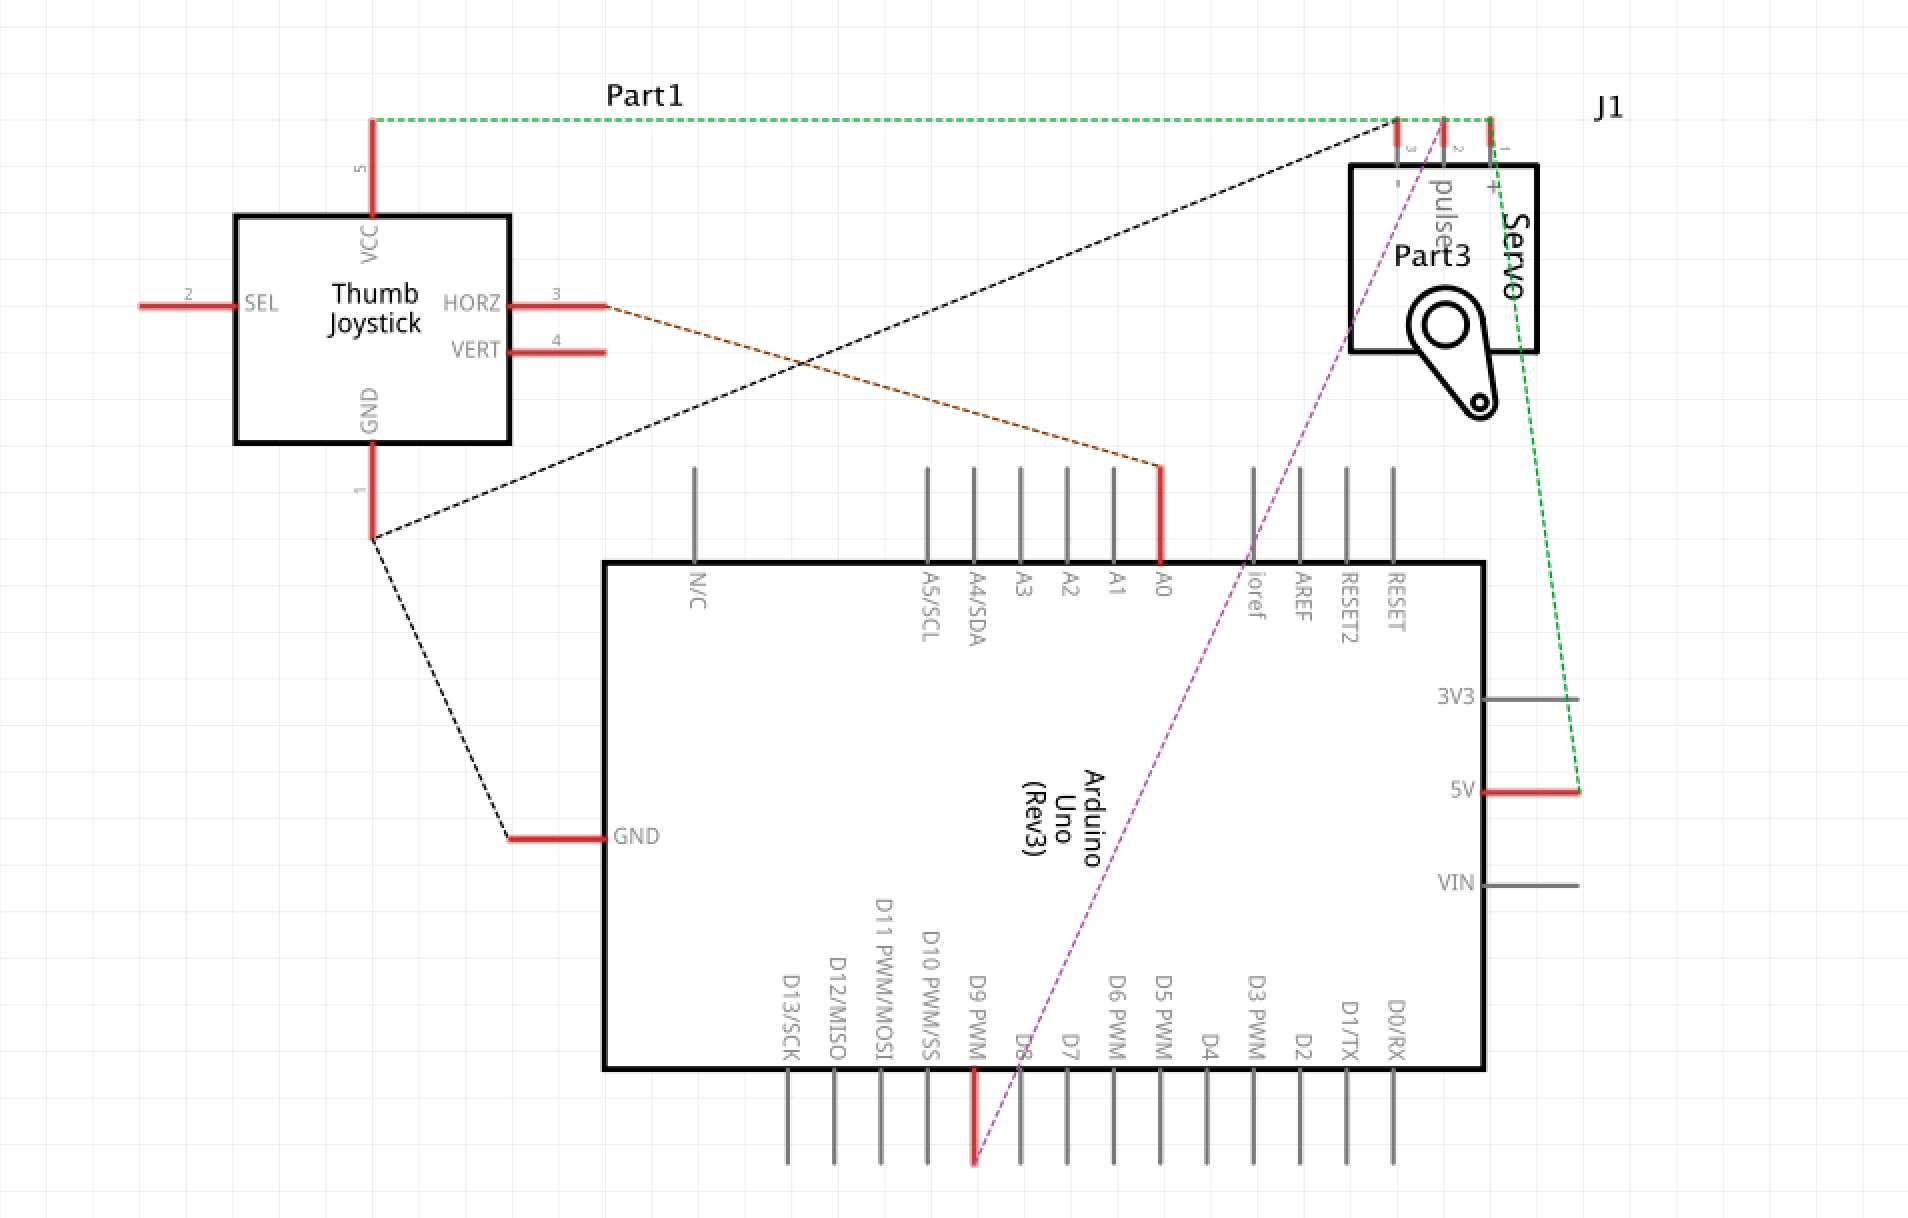 Part1
J1
5
VCC
2
SEL
Thumb
Joystick
HORZ
3
VERT
4
GND
1
3
2
1
-
pulse
+
Servo
Part3
N/C
A5/SCL
A4/SDA
A3
A2
A1
A0
ioref
AREF
RESET2
RESET
3V3
5V
VIN
GND
Arduino
Uno
(Rev3)
D13/SCK
D12/MISO
D11 PWM/MOSI
D10 PWM/SS
D9 PWM
D8
D7
D6 PWM
D5 PWM
D4
D3 PWM
D2
D1/TX
D0/RX